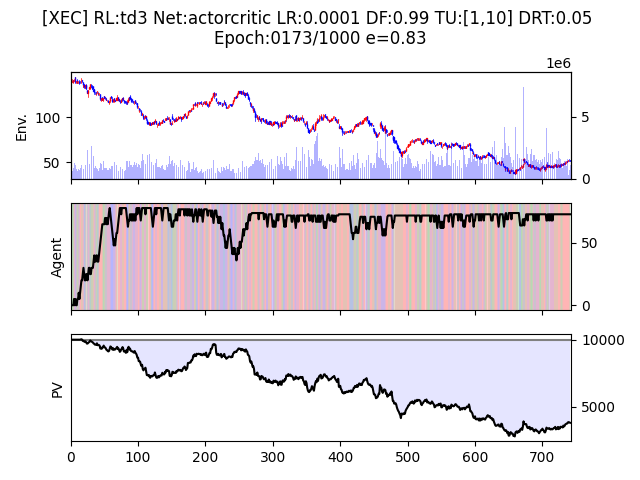 [XEC] RL:td3 Net:actorcritic LR:0.0001 DF:0.99 TU:[1,10] DRT:0.05
Epoch:0173/1000 e=0.83
1e6
Env.
100
50
5
0
Agent
50
0
PV
10000
5000
0 100 200 300 400 500 600 700